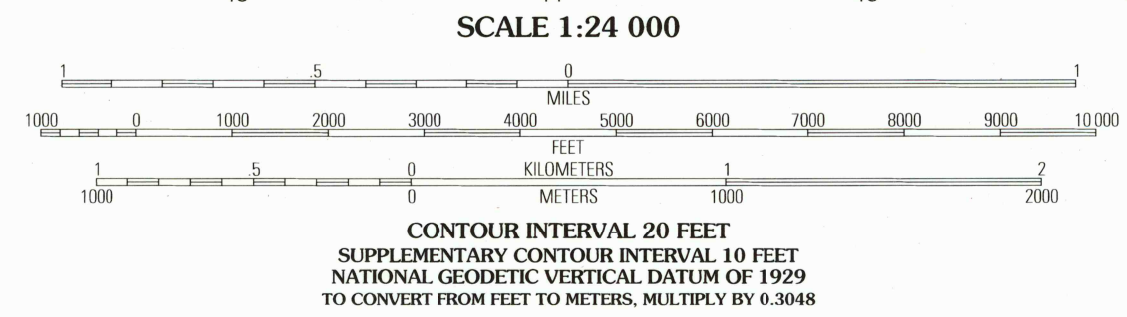 SCALE 1:24 000
1 .5 0 1
MILES
1000 0 1000 2000 3000 4000 5000 6000 7000 8000 9000 10 000
FEET
1 .5 0 KILOMETERS 1 2
1000 0 METERS 1000 2000
CONTOUR INTERVAL 20 FEET
SUPPLEMENTARY CONTOUR INTERVAL 10 FEET
NATIONAL GEODETIC VERTICAL DATUM OF 1929
TO CONVERT FROM FEET TO METERS, MULTIPLY BY 0.3048